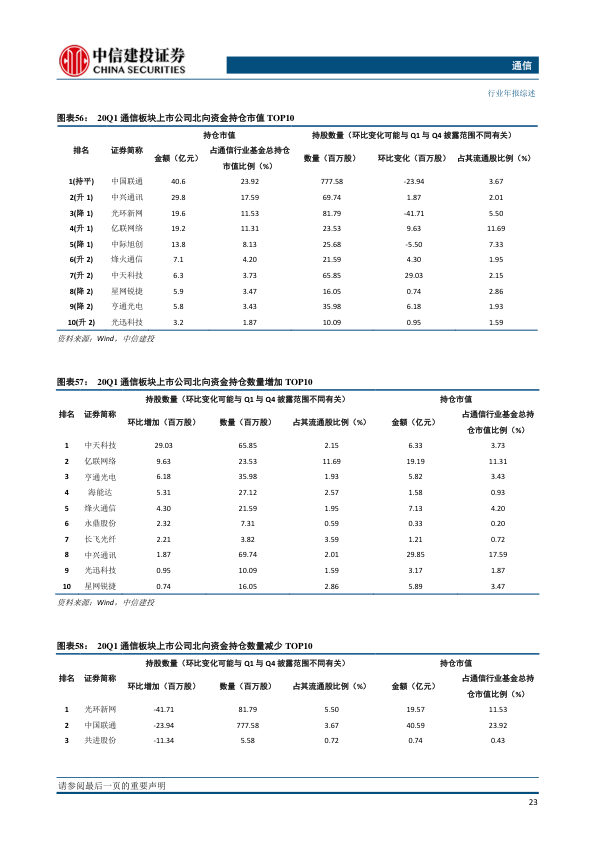 中信建投证券
CHINA SECURITIES
通信
行业年报综述
图表56： 20Q1 通信板块上市公司北向资金持仓市值 TOP10
持仓市值 持股数量（环比变化可能与 Q1 与 Q4 披露范围不同有关）
排名 证券简称 金额（亿元） 占通信行业基金总持仓 数量（百万股） 环比变化（百万股） 占其流通股比例（%）
市值比例（%）
1(持平) 中国联通 40.6 23.92 777.58 -23.94 3.67
2(升 1) 中兴通讯 29.8 17.59 69.74 1.87 2.01
3(降 1) 光环新网 19.6 11.53 81.79 -41.71 5.50
4(升 1) 亿联网络 19.2 11.31 23.53 9.63 11.69
5(降 1) 中际旭创 13.8 8.13 25.68 -5.50 7.33
6(升 2) 烽火通信 7.1 4.20 21.59 4.30 1.95
7(升 2) 中天科技 6.3 3.73 65.85 29.03 2.15
8(降 2) 星网锐捷 5.9 3.47 16.05 0.74 2.86
9(降 2) 亨通光电 5.8 3.43 35.98 6.18 1.93
10(升 2) 光迅科技 3.2 1.87 10.09 0.95 1.59
资料来源：Wind，中信建投
图表57： 20Q1 通信板块上市公司北向资金持仓数量增加 TOP10
持股数量（环比变化可能与 Q1 与 Q4 披露范围不同有关） 持仓市值
排名 证券简称 环比增加（百万股） 数量（百万股） 占其流通股比例（%） 金额（亿元） 占通信行业基金总持
仓市值比例（%）
1 中天科技 29.03 65.85 2.15 6.33 3.73
2 亿联网络 9.63 23.53 11.69 19.19 11.31
3 亨通光电 6.18 35.98 1.93 5.82 3.43
4 海能达 5.31 27.12 2.57 1.58 0.93
5 烽火通信 4.30 21.59 1.95 7.13 4.20
6 永鼎股份 2.32 7.31 0.59 0.33 0.20
7 长飞光纤 2.21 3.82 3.59 1.21 0.72
8 中兴通讯 1.87 69.74 2.01 29.85 17.59
9 光迅科技 0.95 10.09 1.59 3.17 1.87
10 星网锐捷 0.74 16.05 2.86 5.89 3.47
资料来源：Wind，中信建投
图表58： 20Q1 通信板块上市公司北向资金持仓数量减少 TOP10
持股数量（环比变化可能与 Q1 与 Q4 披露范围不同有关） 持仓市值
排名 证券简称 环比增加（百万股） 数量（百万股） 占其流通股比例（%） 金额（亿元） 占通信行业基金总持
仓市值比例（%）
1 光环新网 -41.71 81.79 5.50 19.57 11.53
2 中国联通 -23.94 777.58 3.67 40.59 23.92
3 共进股份 -11.34 5.58 0.72 0.74 0.43
请参阅最后一页的重要声明
23